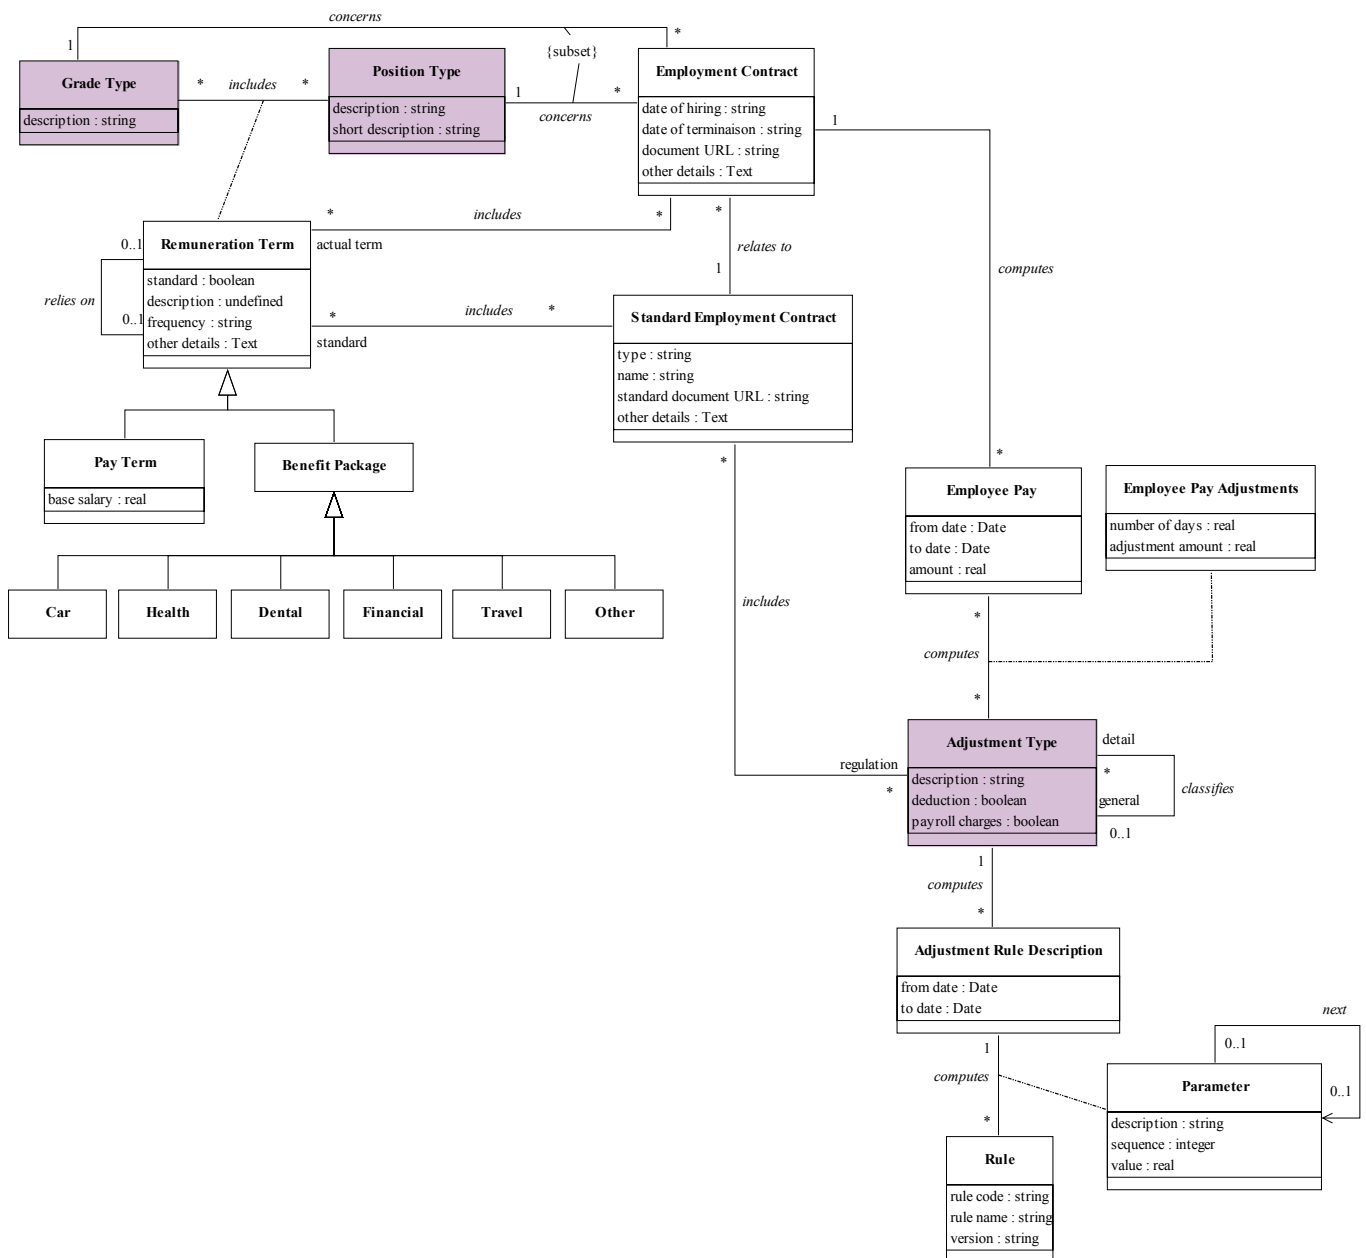 concerns
1
*
{subset}
Grade Type
description : string
*
includes
*
Position Type
description : string
short description : string
1
*
concerns
Employment Contract
date of hiring : string
date of terminaison : string
document URL : string
other details : Text
1
*
includes
*
actual term
*
relates to
1
computes
0..1
relies on
0..1
Remuneration Term
standard : boolean
description : undefined
frequency : string
other details : Text
*
includes
*
standard
Standard Employment Contract
type : string
name : string
standard document URL : string
other details : Text
Pay Term
base salary : real
Benefit Package
*
*
Employee Pay
from date : Date
to date : Date
amount : real
Employee Pay Adjustments
number of days : real
adjustment amount : real
Car
Health
Dental
Financial
Travel
Other
includes
*
computes
*
regulation
*
Adjustment Type
description : string
deduction : boolean
payroll charges : boolean
detail
*
general
0..1
classifies
1
computes
*
Adjustment Rule Description
from date : Date
to date : Date
1
computes
*
next
0..1
0..1
Parameter
description : string
sequence : integer
value : real
Rule
rule code : string
rule name : string
version : string